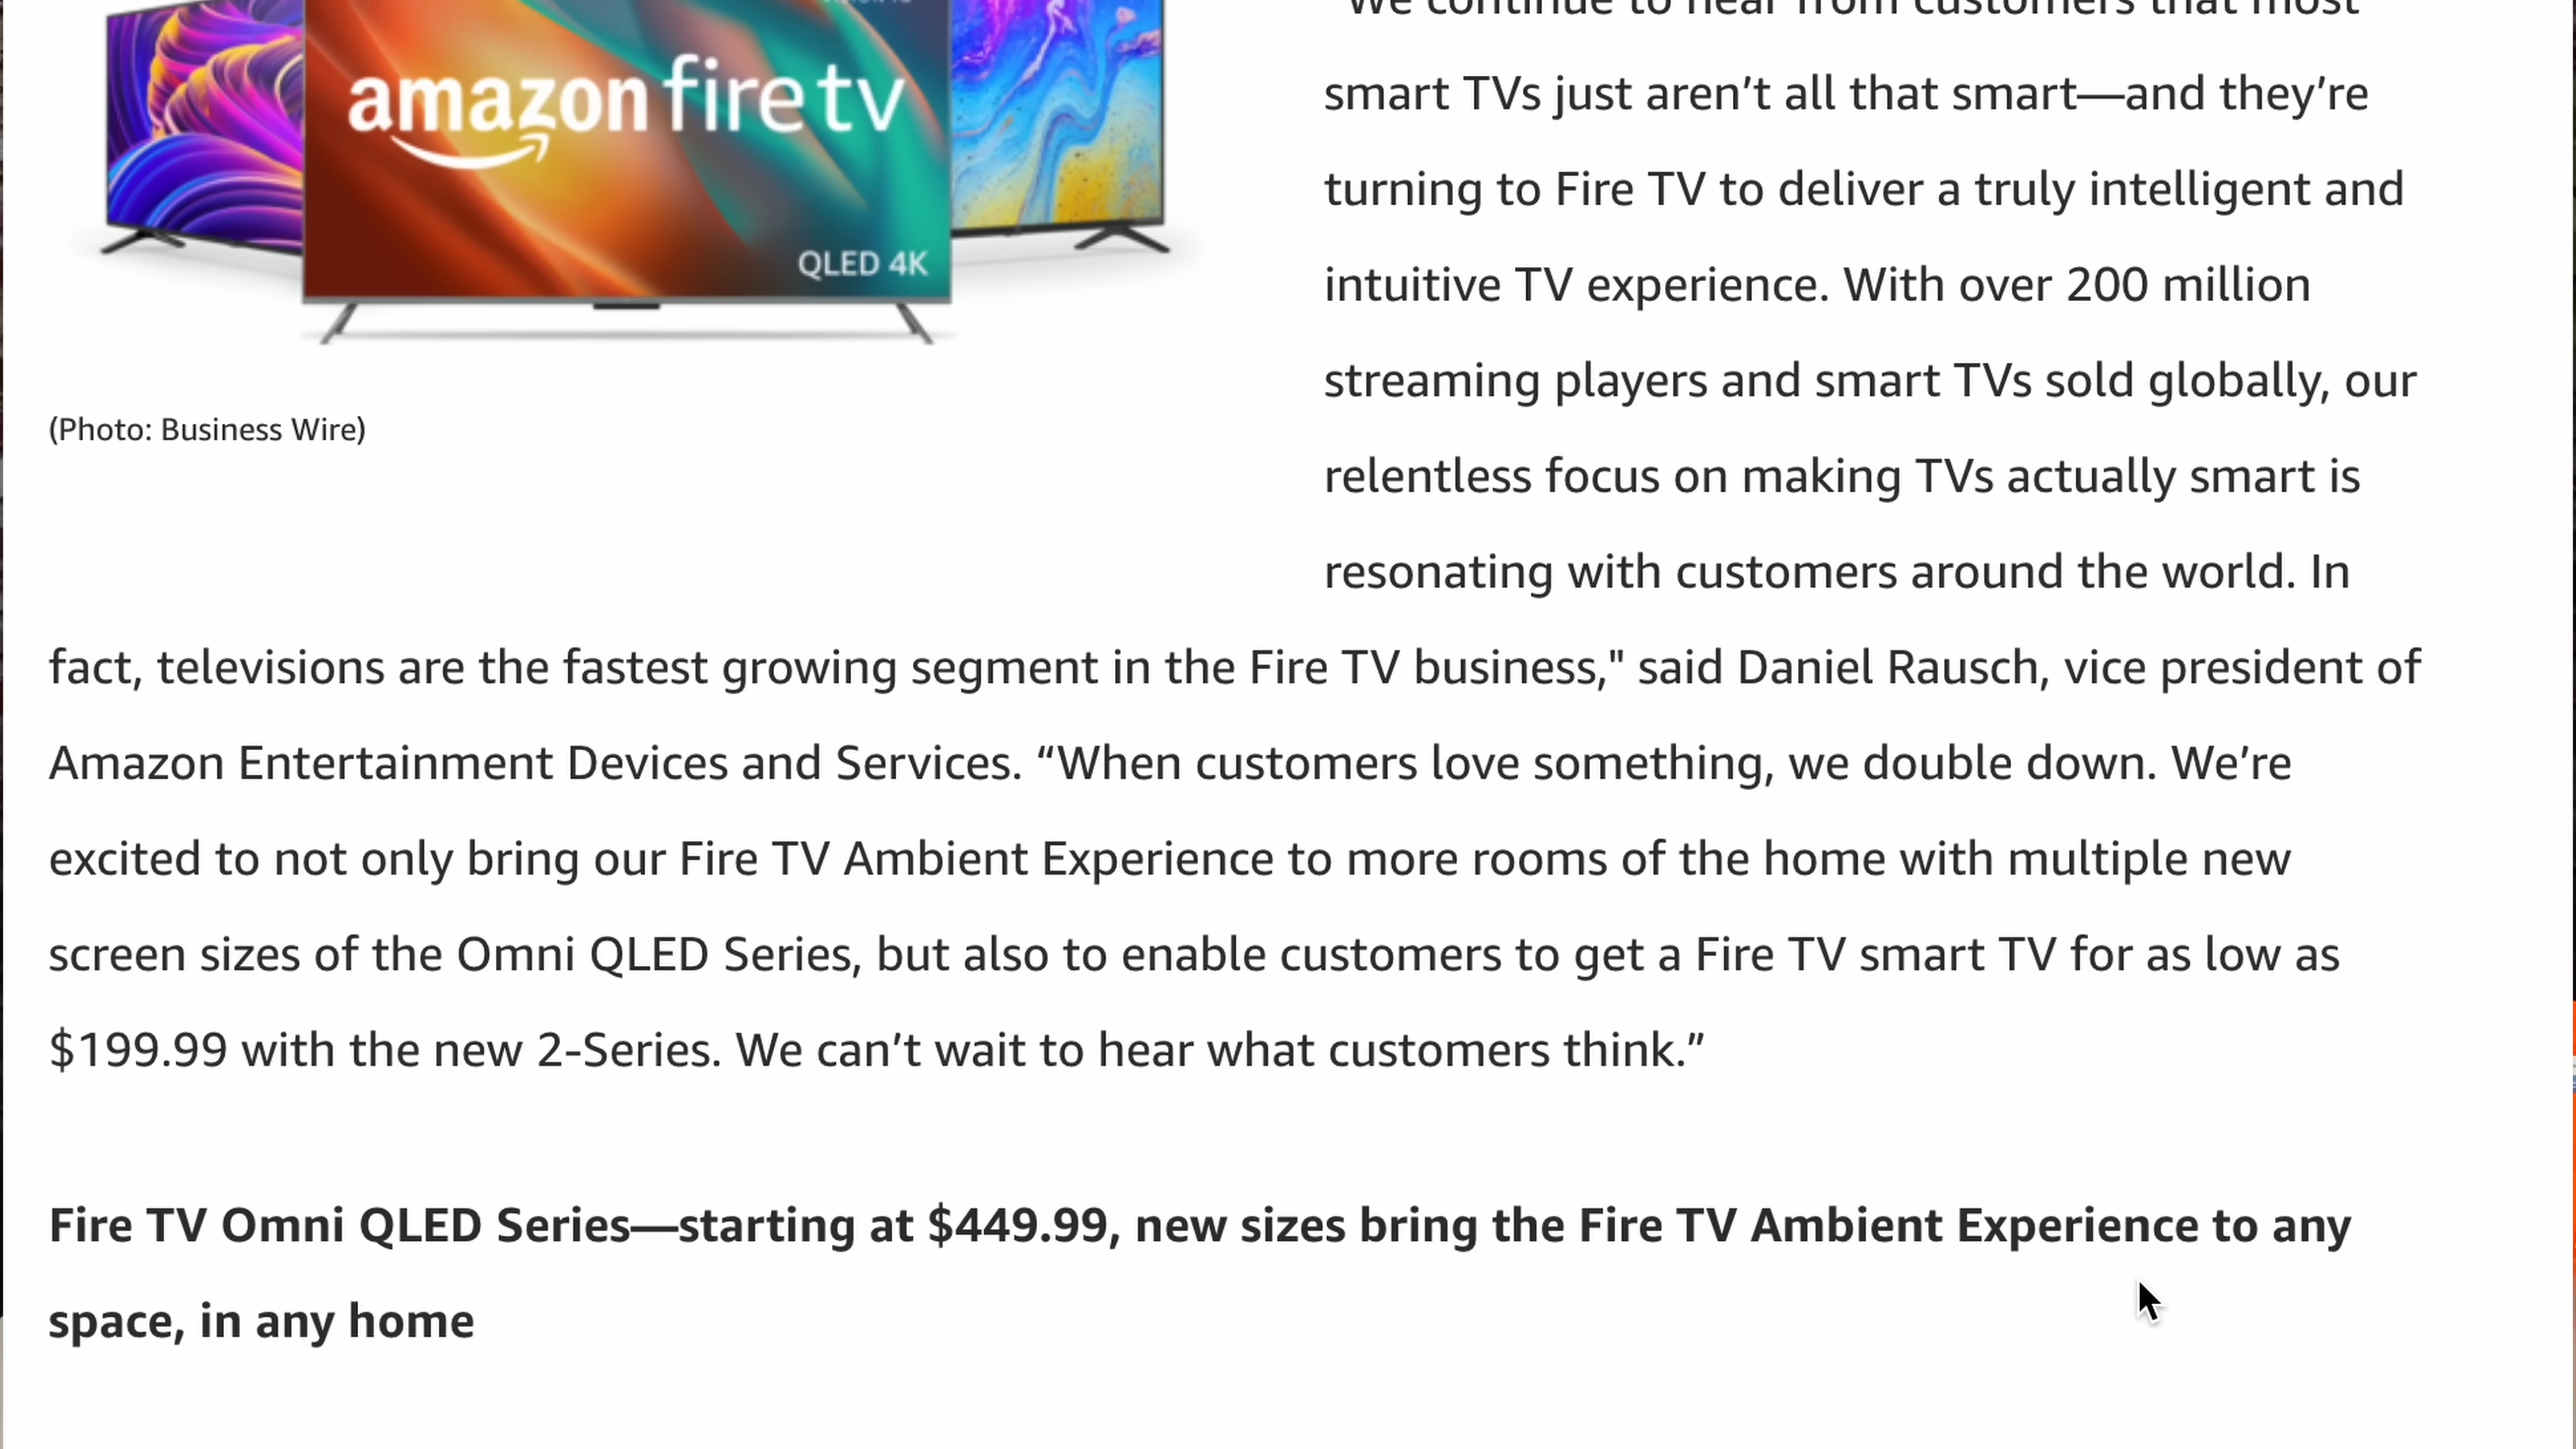 amazon fire tv
QLED 4K
(Photo: Business Wire)
We continue to hear from customers that most
smart TVs just aren’t all that smart—and they’re
turning to Fire TV to deliver a truly intelligent and
intuitive TV experience. With over 200 million
streaming players and smart TVs sold globally, our
relentless focus on making TVs actually smart is
resonating with customers around the world. In
fact, televisions are the fastest growing segment in the Fire TV business," said Daniel Rausch, vice president of
Amazon Entertainment Devices and Services. “When customers love something, we double down. We’re
excited to not only bring our Fire TV Ambient Experience to more rooms of the home with multiple new
screen sizes of the Omni QLED Series, but also to enable customers to get a Fire TV smart TV for as low as
$199.99 with the new 2-Series. We can’t wait to hear what customers think.”
Fire TV Omni QLED Series—starting at $449.99, new sizes bring the Fire TV Ambient Experience to any
space, in any home